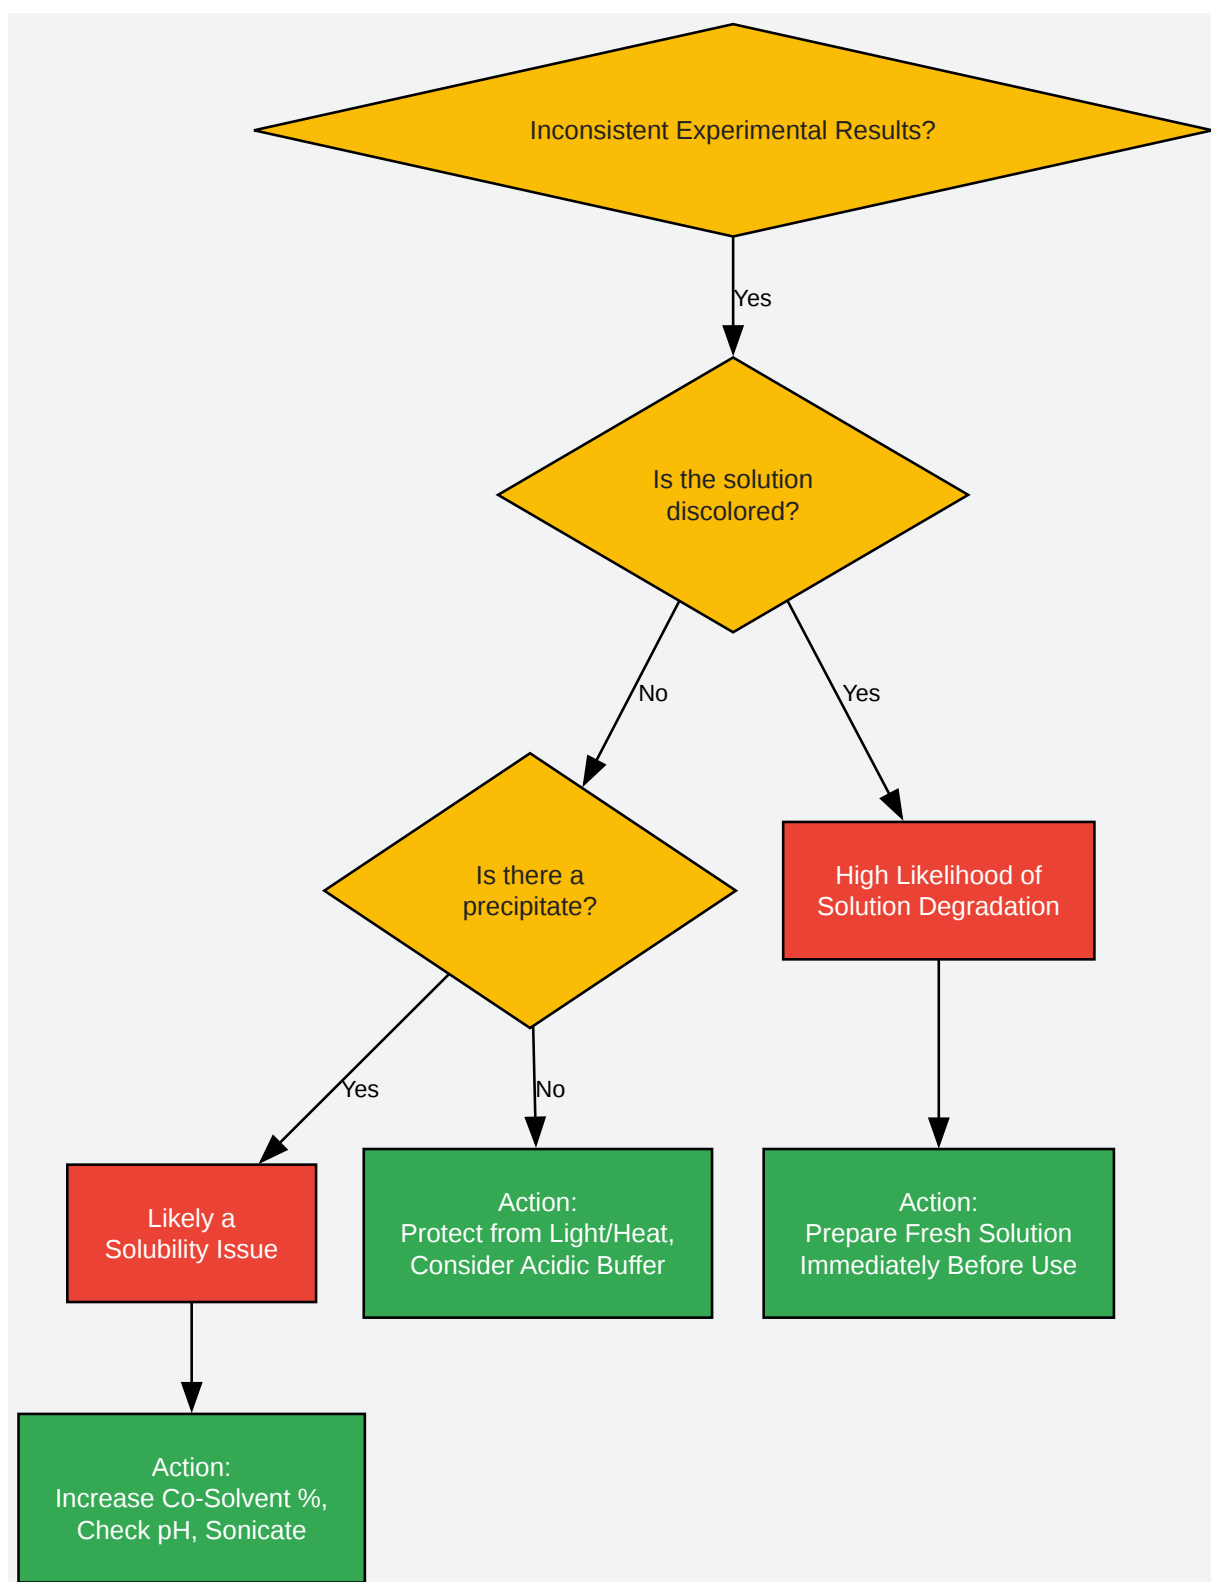 Inconsistent Experimental Results?
Yes
Is the solution
discolored?
No
Yes
Is there a
precipitate?
High Likelihood of
Solution Degradation
Yes
No
Likely a
Solubility Issue
Action:
Protect from Light/Heat,
Consider Acidic Buffer
Action:
Prepare Fresh Solution
Immediately Before Use
Action:
Increase Co-Solvent %,
Check pH, Sonicate